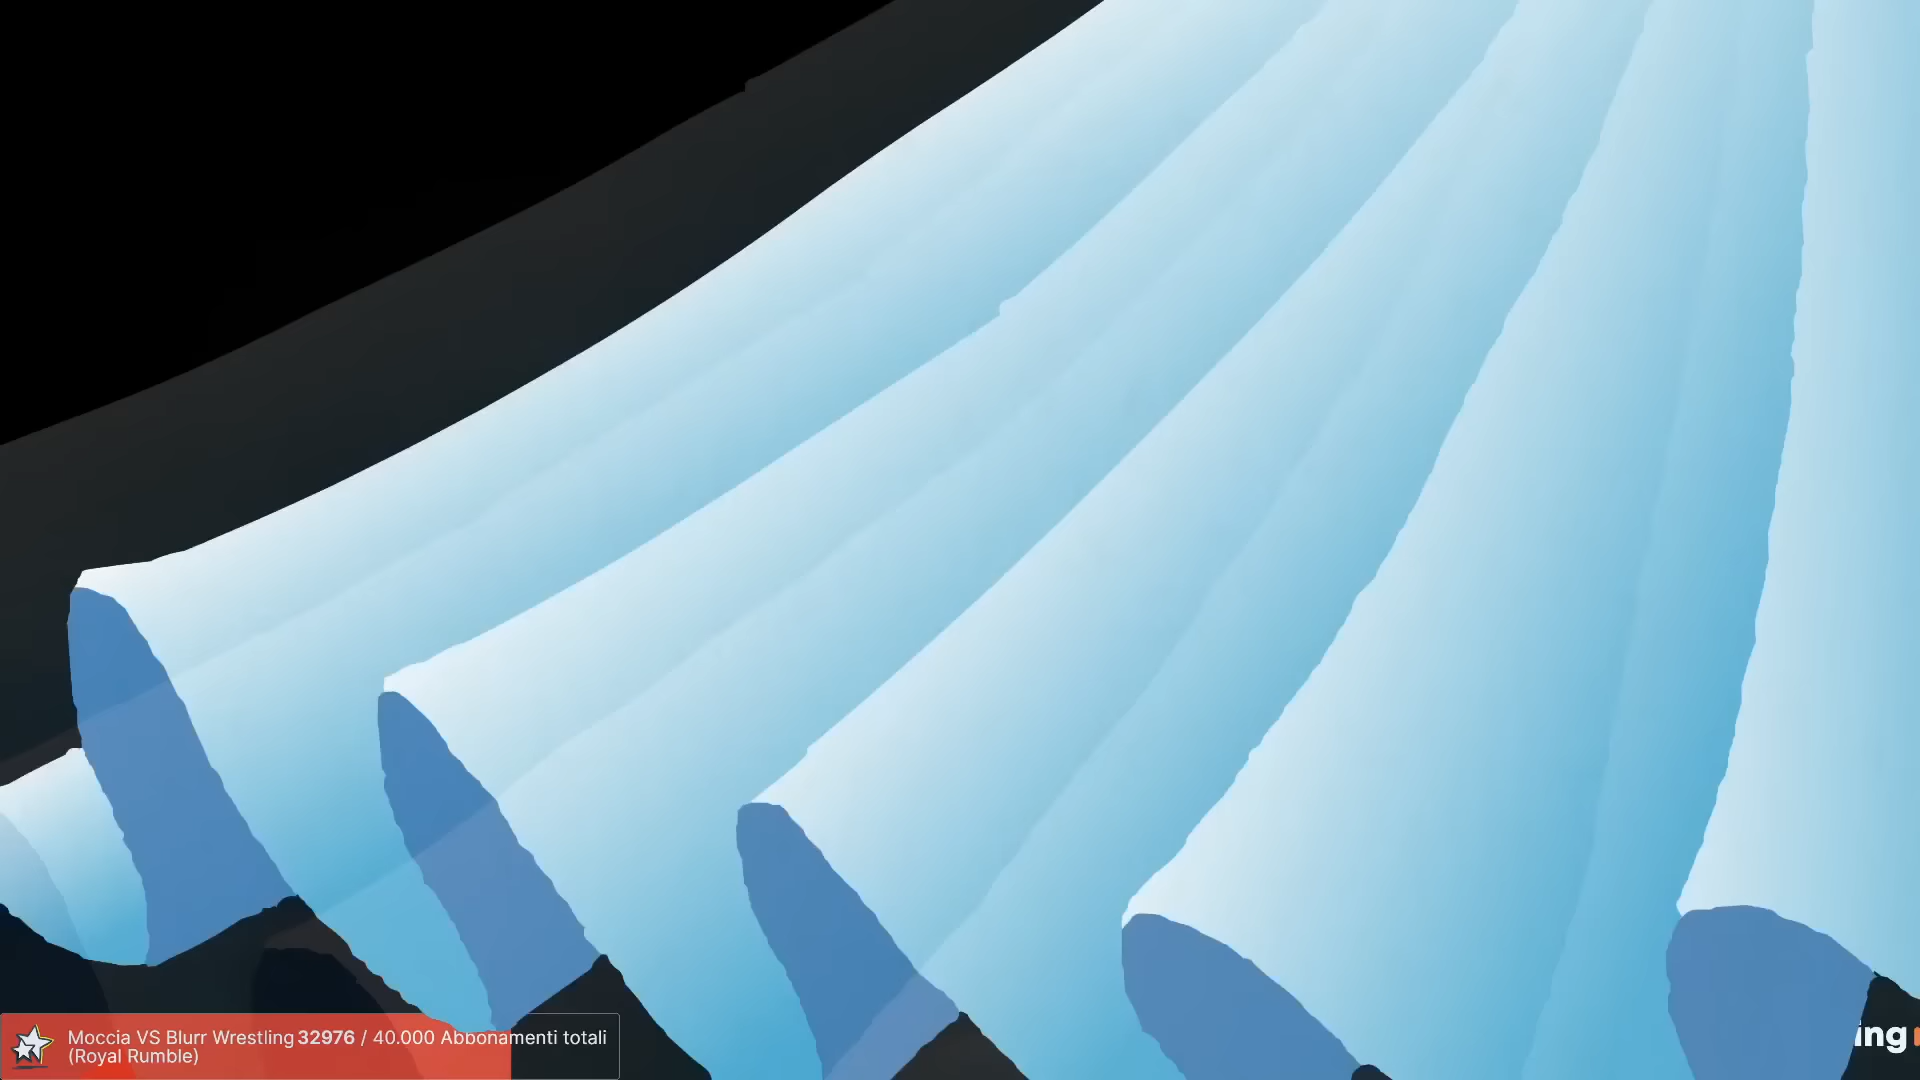 Moccia VS Blurr Wrestling 32976 / 40.000 Abbonamenti totali
(Royal Rumble)